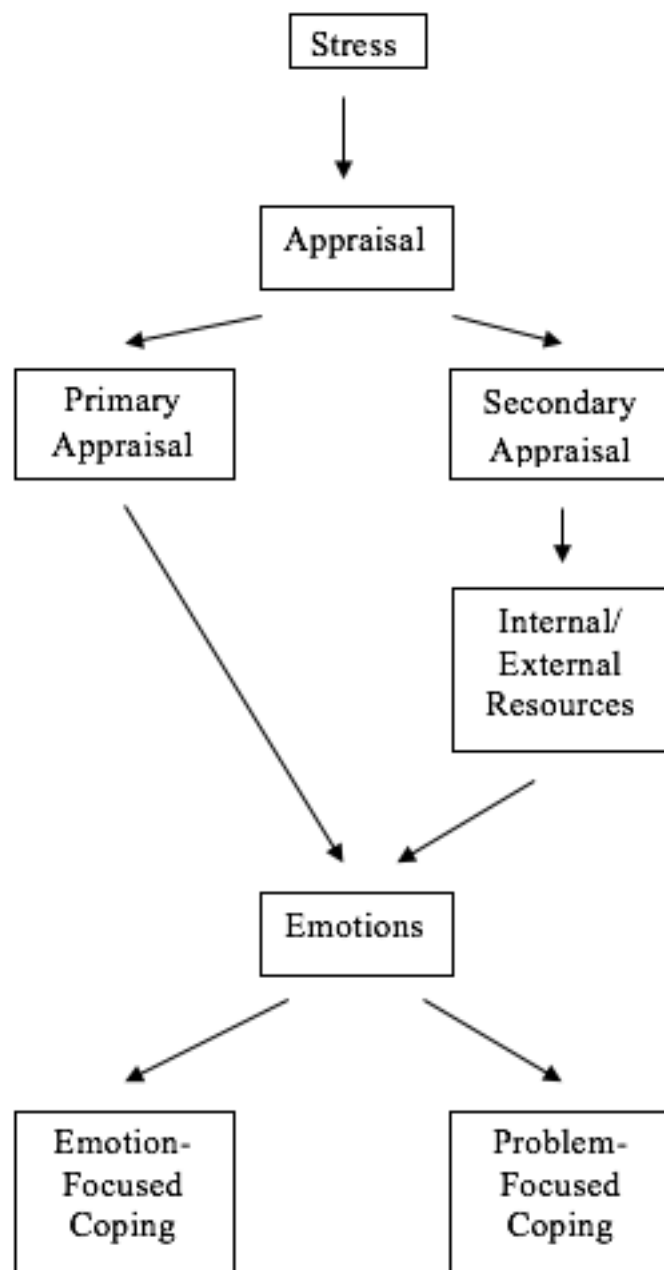 Stress
Appraisal
Primary
Appraisal
Secondary
Appraisal
Internal/
External
Resources
Emotions
Emotion-
Focused
Coping
Problem-
Focused
Coping